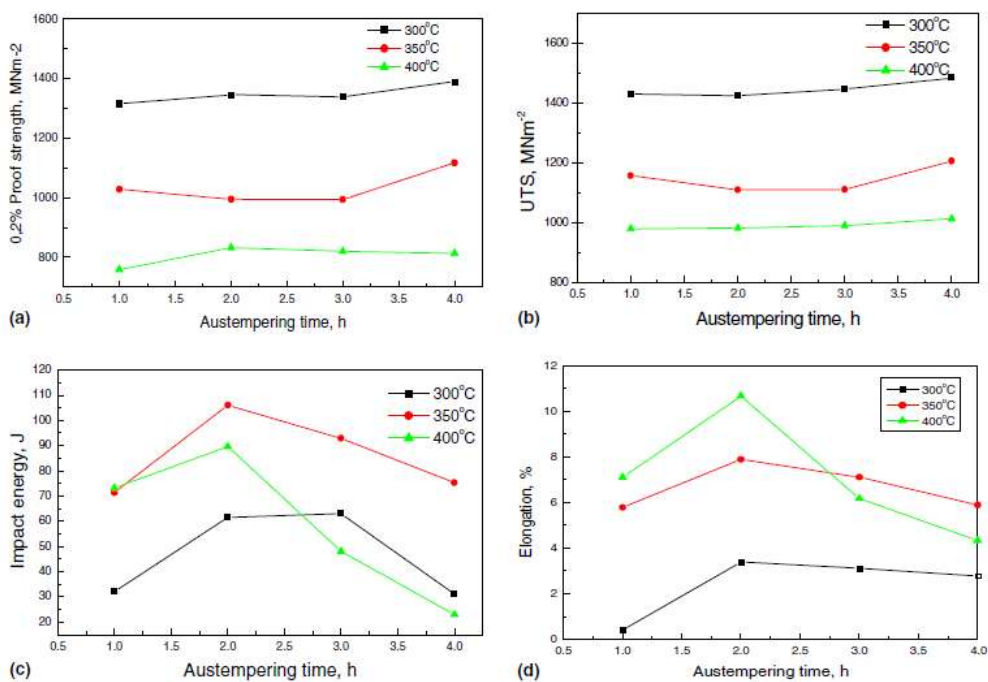 1600
1400
1200
1000
800
0,2% Proof strength, MNm-2
300°C
350°C
400°C
0.5 1.0 1.5 2.0 2.5 3.0 3.5 4.0
(a) Austempering time, h
1600
1400
1200
1000
800
UTS, MNm-2
300°C
350°C
400°C
0.5 1.0 1.5 2.0 2.5 3.0 3.5 4.0
(b) Austempering time, h
120
110
100
90
80
70
60
50
40
30
20
Impact energy, J
300°C
350°C
400°C
0.5 1.0 1.5 2.0 2.5 3.0 3.5 4.0
(c) Austempering time, h
12
10
8
6
4
2
0
Elongation, %
300°C
350°C
400°C
0.5 1.0 1.5 2.0 2.5 3.0 3.5 4.0
(d) Austempering time, h